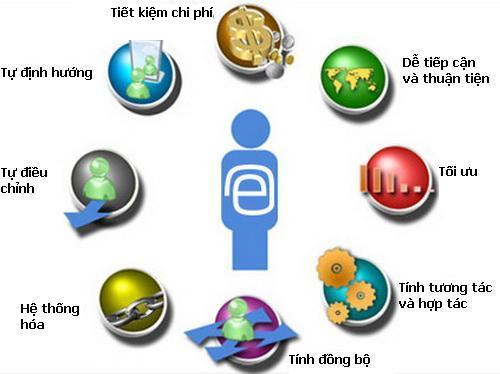 Tiết kiệm chi phí
Tự định hướng
Dễ tiếp cận
và thuận tiện
Tự điều
chỉnh
Tối ưu
e
Hệ thống
hóa
Tính tương tác
và hợp tác
Tính đồng bộ